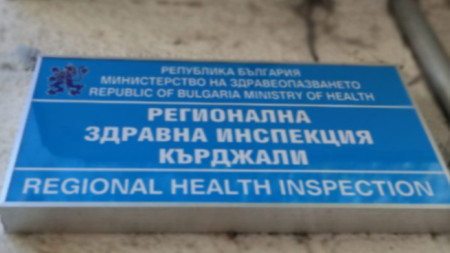 РЕПУБЛИКА БЪЛГАРИЯ
МИНИСТЕРСТВО НА ЗДРАВЕОПАЗВАНЕТО
REPUBLIC OF BULGARIA MINISTRY OF HEALTH
РЕГИОНАЛНА
ЗДРАВНА ИНСПЕКЦИЯ
КЪРДЖАЛИ
REGIONAL HEALTH INSPECTION